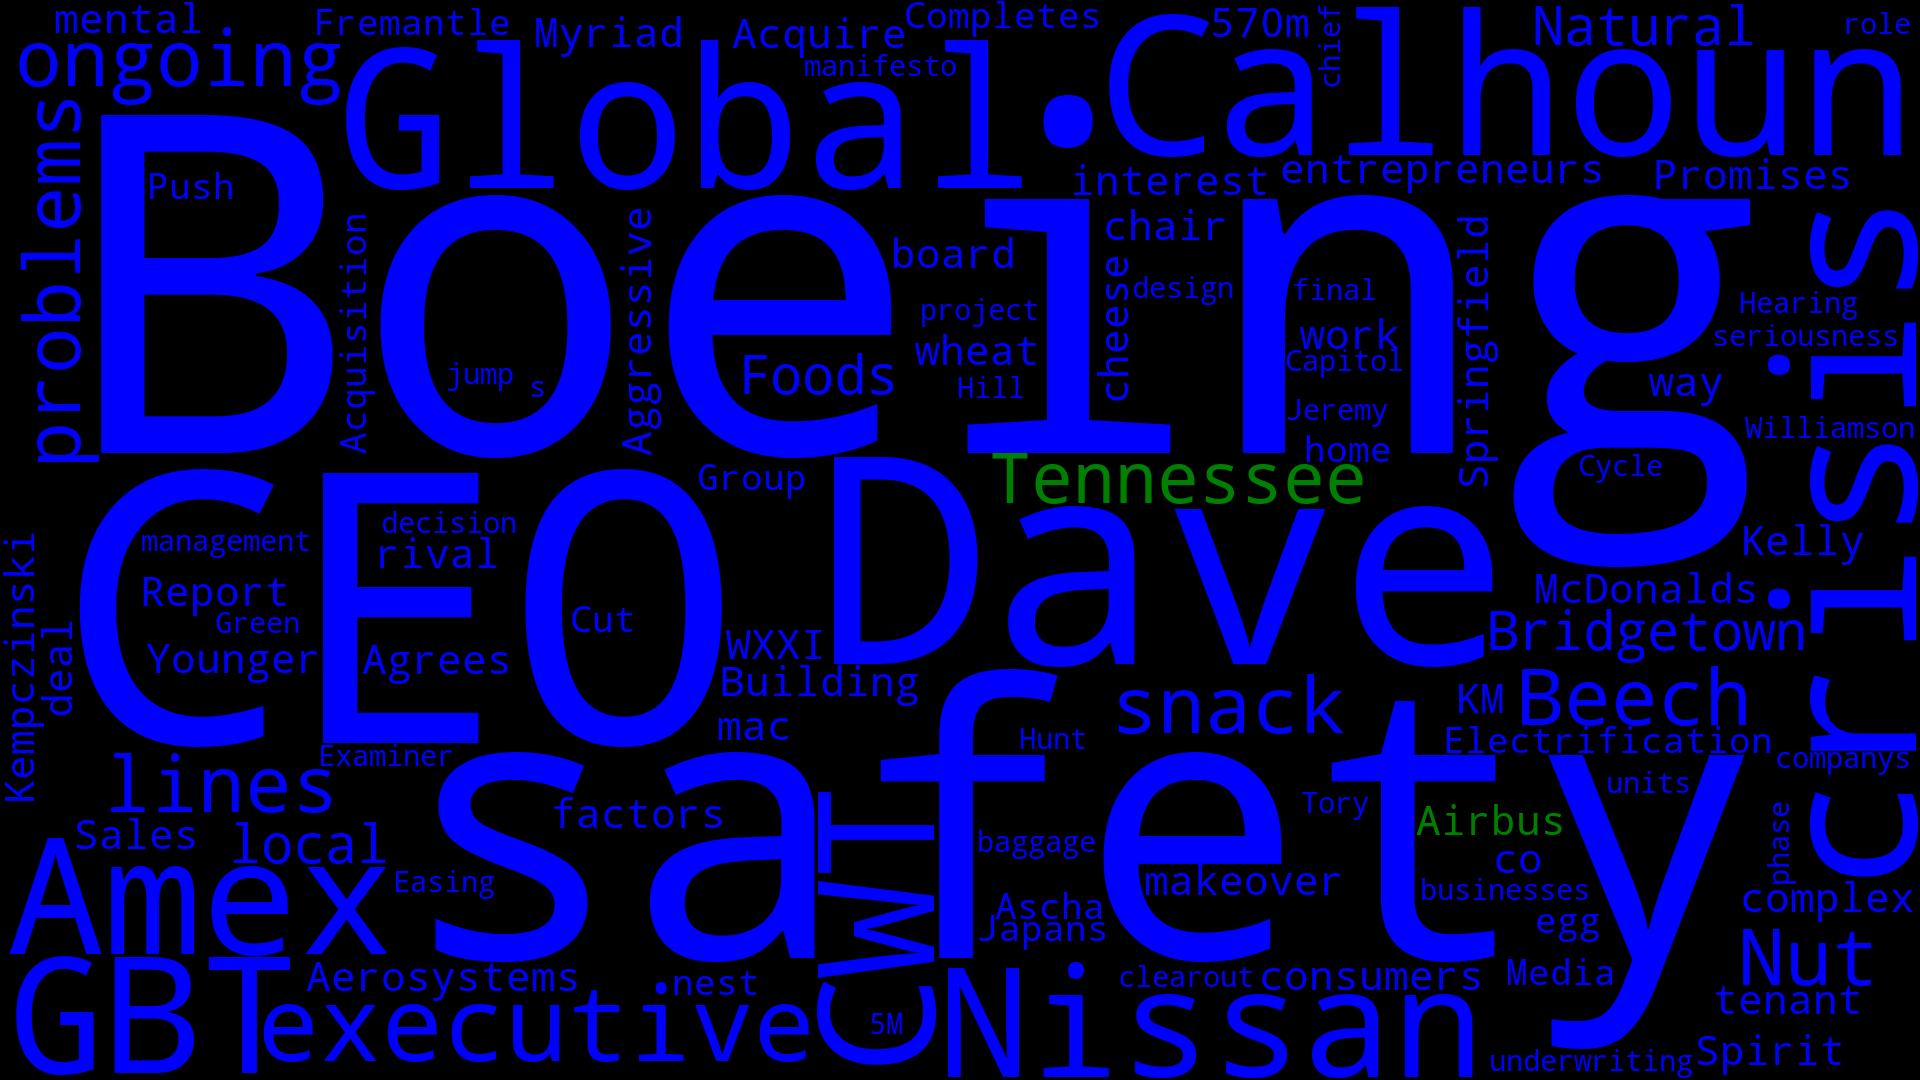 mental
Fremantle
Myriad
Acquire
Completes
570m
chief
Natural
role
ongoing
Global
manifesto
Calhoun
problems
Push
interest
entrepreneurs
Promises
Boeing
Acquisition
Aggressive
board
chair
cheese
design
final
Springfield
Hearing
seriousness
crisis
project
wheat
work
Capitol
jump
s
Foods
Hill
way
Jeremy
home
Williamson
Cycle
Group
Tennessee
CEO
Dave
decision
management
rival
Kelly
Kempczinski
deal
Report
Green
Cut
McDonalds
Bridgetown
Younger
Agrees
WXXI
Building
mac
snack
KM
Beech
Hunt
Electrification
companys
Examiner
lines
safety
units
factors
Tory
Airbus
phase
Sales
local
baggage
co
Amex
Easing
makeover
businesses
complex
CWT
Ascha
Japans
egg
Nut
GBT
Aerosystems
nest
clearout
consumers
Media
tenant
executive
5M
Nissan
underwriting
Spirit